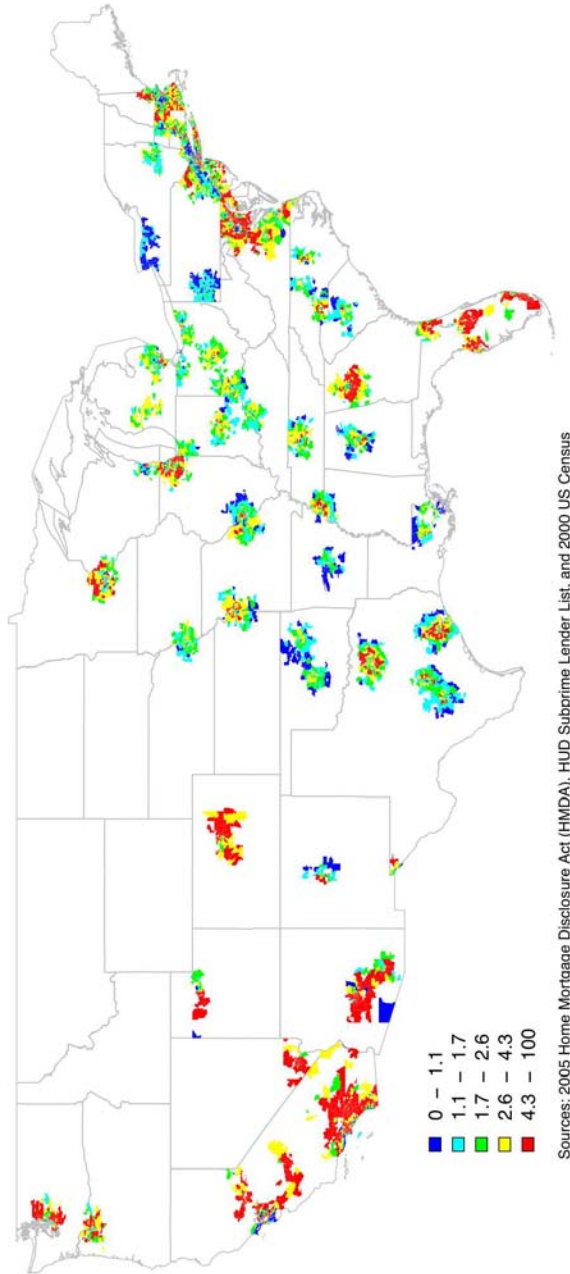 0 – 1.1
1.1 – 1.7
1.7 – 2.6
2.6 – 4.3
4.3 – 100
Sources: 2005 Home Mortgage Disclosure Act (HMDA), HUD Subprime Lender List, and 2000 US Census